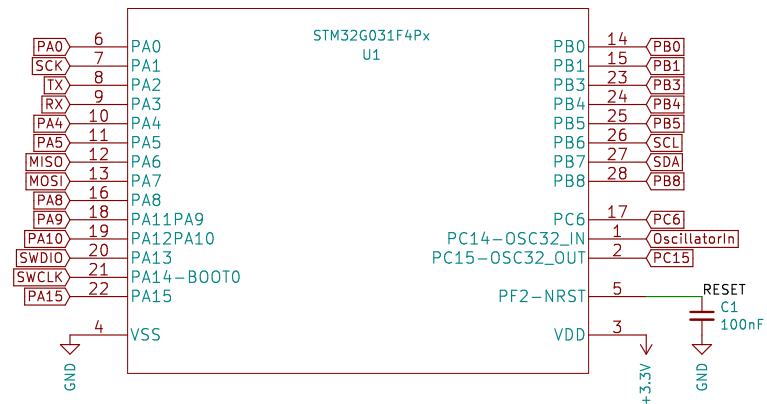 STM32G031F4Px
U1
PA0 6 PA0
SCK 7 PA1
TX 8 PA2
RX 9 PA3
PA4 10 PA4
PA5 11 PA5
MISO 12 PA6
MOSI 13 PA7
PA8 16 PA8
PA9 18 PA11PA9
PA10 19 PA12PA10
SWDIO 20 PA13
SWCLK 21 PA14-BOOT0
PA15 22 PA15
4 VSS
GND
PB0 14 PB0
PB1 15 PB1
PB3 23 PB3
PB4 24 PB4
PB5 25 PB5
PB6 26 SCL
PB7 27 SDA
PB8 28 PB8
PC6 17 PC6
PC14-OSC32_IN 1 OscillatorIn
PC15-OSC32_OUT 2 PC15
PF2-NRST 5 RESET
VDD 3
+3.3V
C1
100nF
GND